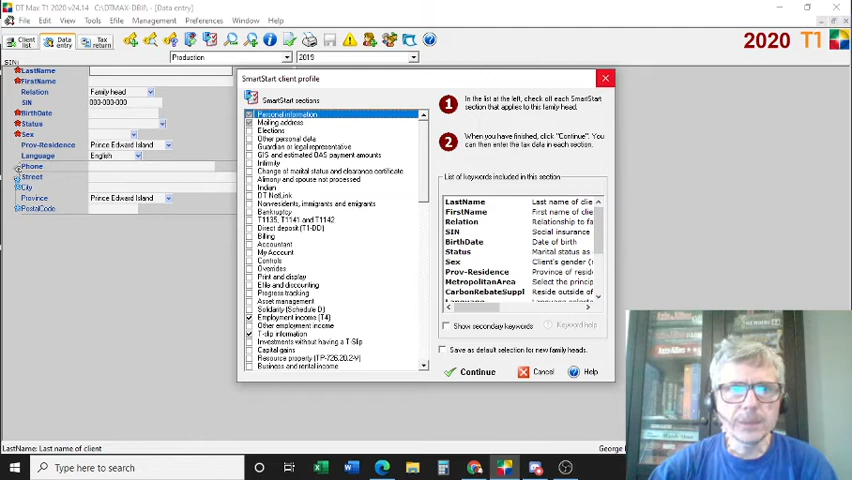 DT Max T1 2020 v24.14 - C:\DTMAX-DB\ - [Data entry]
File Edit View Tools Efile Management Preferences Window Help
Client list
Data entry
Tax return
2020 T1
Production
2019
SIN:
LastName
FirstName
Relation Family head
SIN 000-000-000
BirthDate
Status
Sex
Prov-Residence Prince Edward Island
Language English
Phone
Street
City
Province Prince Edward Island
PostalCode
SmartStart client profile
SmartStart sections
Personal information
Mailing address
Elections
Other personal data
Guardian or legal representative
GIS and estimated OAS payment amounts
Infirmity
Change of marital status and clearance certificate
Alimony and spouse not processed
Indian
DT NetLink
Nonresidents, immigrants and emigrants
Bankruptcy
T1135, T1141 and T1142
Direct deposit (T1-DD)
Billing
Accountant
My Account
Controls
Overrides
Print and display
Efile and discounting
Progress tracking
Asset management
Solidarity (Schedule D)
Employment income (T4)
Other employment income
T-slip information
Investments without having a T-Slip
Capital gains
Resource property (TP-726.20.2-V)
Business and rental income
1 In the list at the left, check off each SmartStart section that applies to this family head.
2 When you have finished, click "Continue". You can then enter the tax data in each section.
List of keywords included in this section
LastName Last name of clie
FirstName First name of clie
Relation Relationship to fa
SIN Social insurance
BirthDate Date of birth
Status Marital status as
Sex Client's gender (
Prov-Residence Province of resid
MetropolitanArea Select the princip
CarbonRebateSuppl Reside outside of
Show secondary keywords
Keyword help
Save as default selection for new family heads.
Continue
Cancel
Help
LastName: Last name of client
George
Type here to search